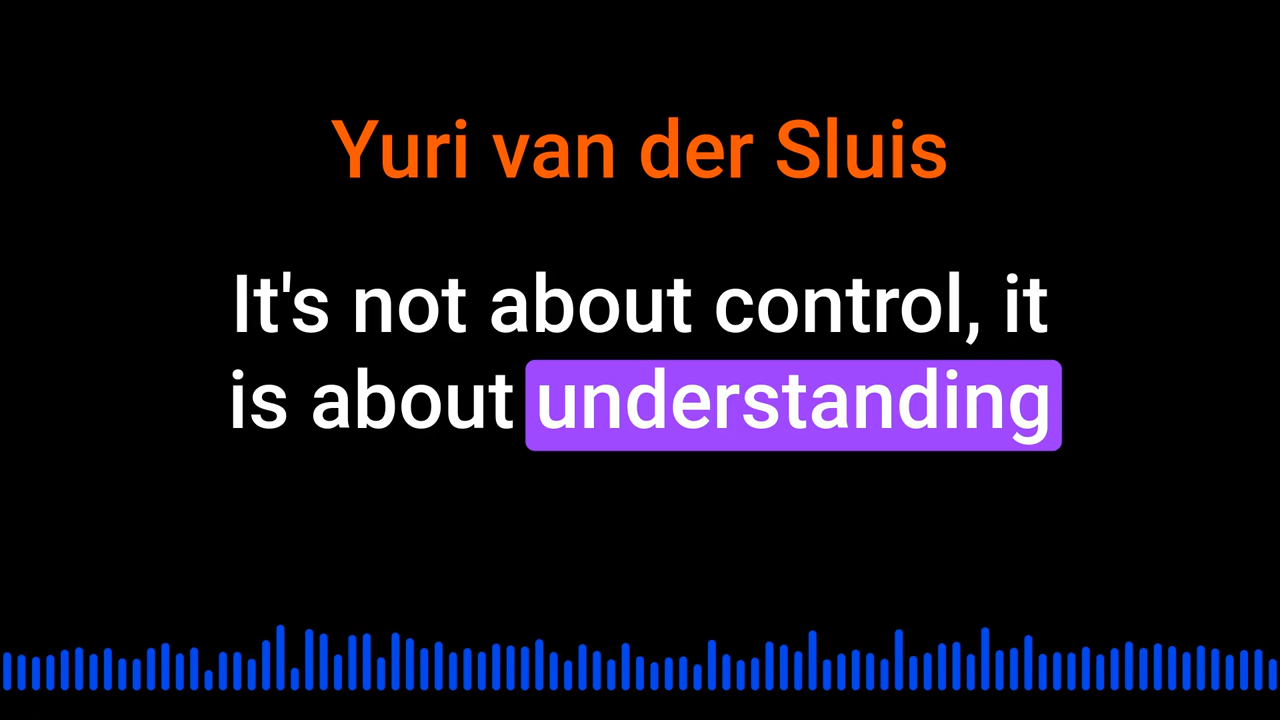 Yuri van der Sluis
It's not about control, it
is about understanding